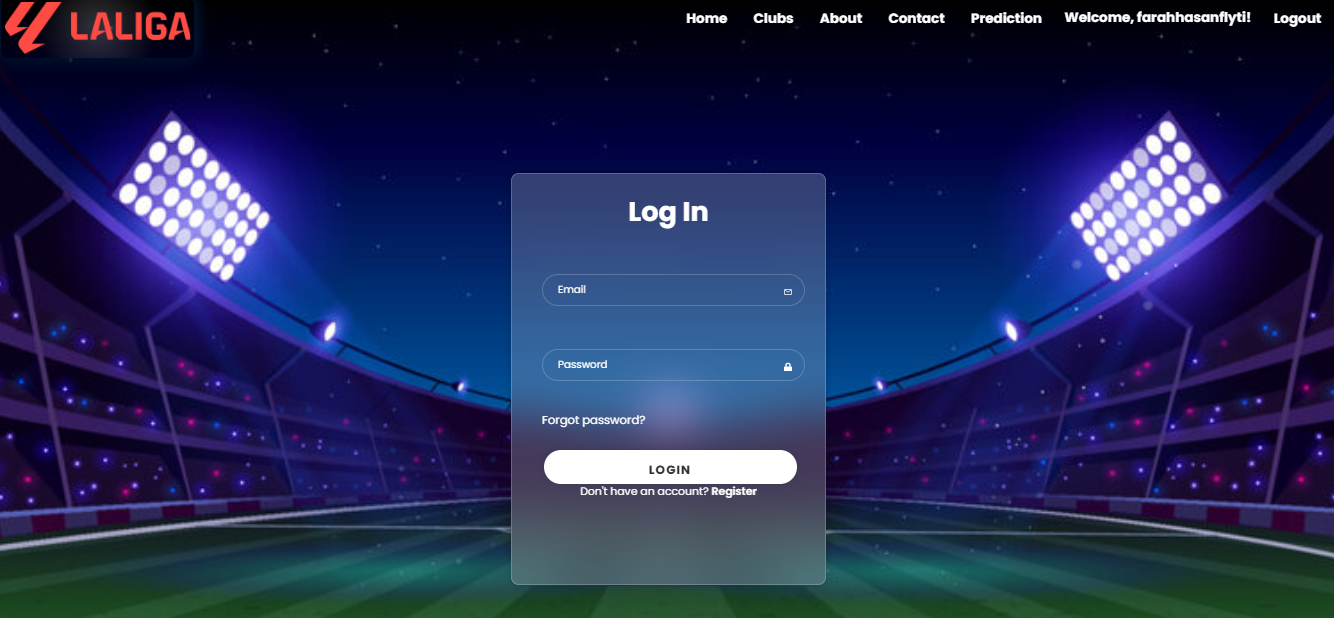 LALIGA
Home Clubs About Contact Prediction Welcome, farahhasanflyti! Logout
Log In
Email
Password
Forgot password?
LOGIN
Don't have an account? Register